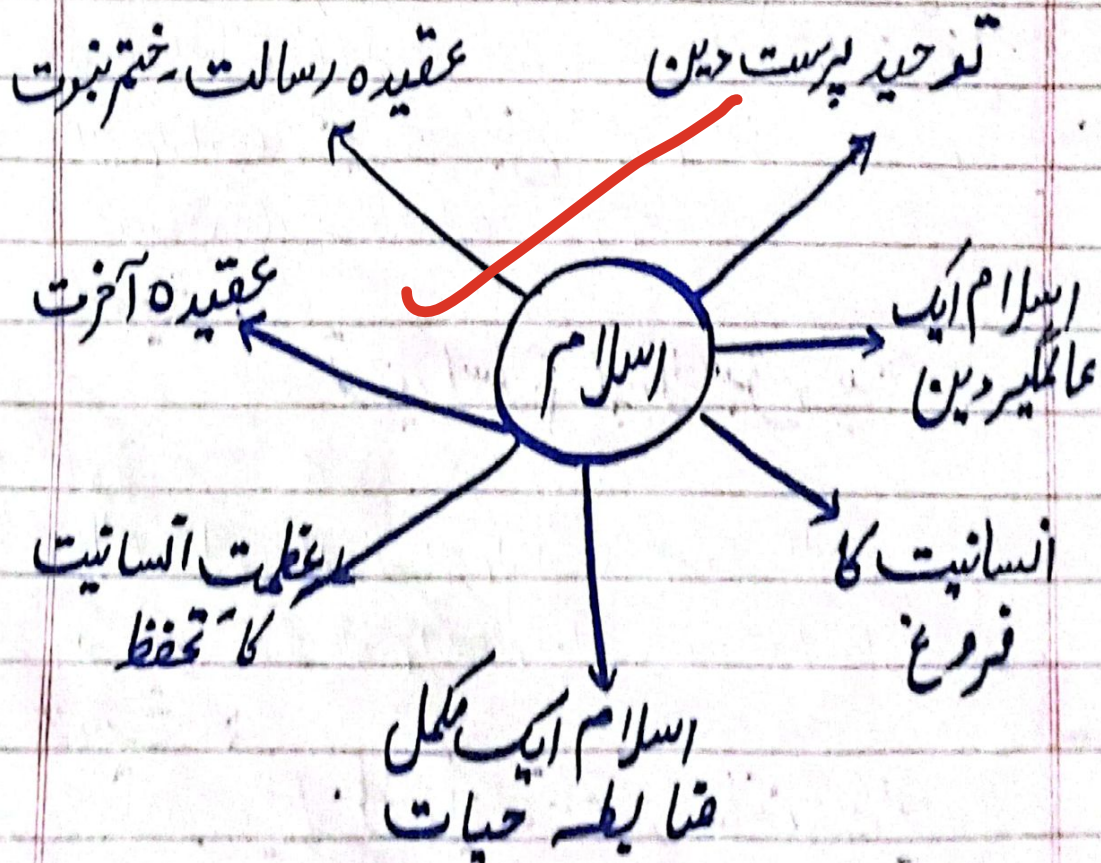 توحید پرست دین
عقیدہ رسالت، ختم نبوت
اسلام ایک
عالمگیر دین
عقیدہ آخرت
اسلام
انسانیت کا
فروغ
عظمت انسانیت
کا تحفظ
اسلام ایک مکمل
ضابطہ حیات